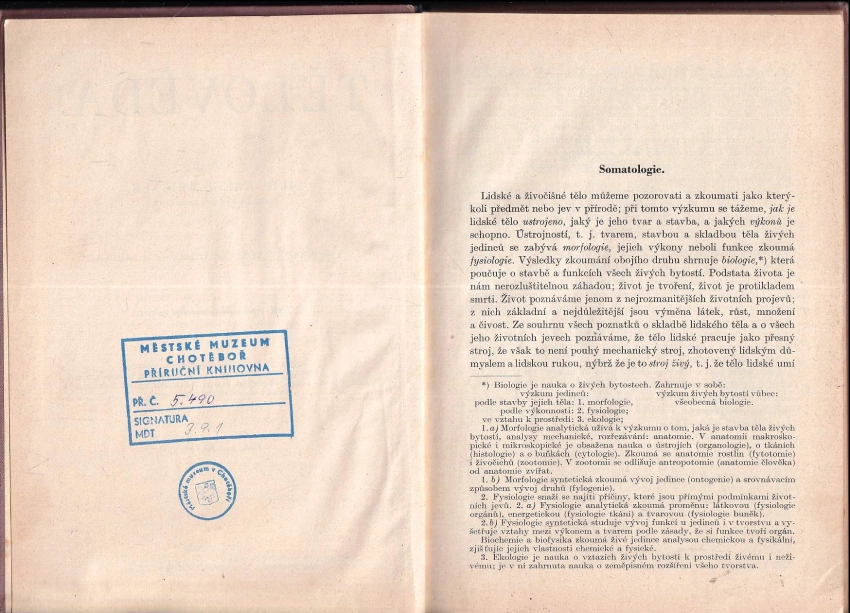 TĚLOVĚDA
MĚSTSKÉ MUZEUM
CHOTĚBOŘ
PŘÍRUČNÍ KNIHOVNA
PŘ. Č. 5.490
SIGNATURA
MDT 3.9.1
Městské muzeum v Chotěboři
Somatologie.
Lidské a živočišné tělo můžeme pozorovati a zkoumati jako který-
koli předmět nebo jev v přírodě; při tomto výzkumu se tážeme, jak je
lidské tělo ustrojeno, jaký je jeho tvar a stavba, a jakých výkonů je
schopno. Ústrojností, t. j. tvarem, stavbou a skladbou těla živých
jedinců se zabývá morfologie, jejich výkony neboli funkce zkoumá
fysiologie. Výsledky zkoumání obojího druhu shrnuje biologie,*) která
poučuje o stavbě a funkcích všech živých bytostí. Podstata života je
nám nerozluštitelnou záhadou; život je tvoření, život je protikladem
smrti. Život poznáváme jenom z nejrozmanitějších životních projevů;
z nich základní a nejdůležitější jsou výměna látek, růst, množení
a čivost. Ze souhrnu všech poznatků o skladbě lidského těla a o všech
jeho životních jevech poznáváme, že tělo lidské pracuje jako přesný
stroj, že však to není pouhý mechanický stroj, zhotovený lidským dů-
myslem a lidskou rukou, nýbrž že je to stroj živý, t. j. že tělo lidské umí
*) Biologie je nauka o živých bytostech. Zahrnuje v sobě:
výzkum jedinců: výzkum živých bytostí vůbec:
podle stavby jejich těla: 1. morfologie, všeobecná biologie.
podle výkonnosti: 2. fysiologie;
ve vztahu k prostředí: 3. ekologie;
1. a) Morfologie analytická užívá k výzkumu o tom, jaká je stavba těla živých
bytostí, analysy mechanické, rozřezávání: anatomie. V anatomii makrosko-
pické i mikroskopické je obsažena nauka o ústrojích (organologie), o tkáních
(histologie) a o buňkách (cytologie). Zkoumá se anatomie rostlin (fytotomie)
i živočichů (zootomie). V zootomii se odlišuje antropotomie (anatomie člověka)
od anatomie zvířat.
1. b) Morfologie syntetická zkoumá vývoj jedince (ontogenie) a srovnávacím
způsobem vývoj druhů (fylogenie).
2. Fysiologie snaží se najíti příčiny, které jsou přímými podmínkami život-
ních jevů. 2. a) Fysiologie analytická zkoumá proměnu: látkovou (fysiologie
orgánů), energetickou (fysiologie tkání) a tvarovou (fysiologie buněk).
2. b) Fysiologie syntetická studuje vývoj funkcí u jedinců i v tvorstvu a vy-
šetřuje vztahy mezi výkonem a tvarem podle zásady, že si funkce tvoří orgán.
Biochemie a biofysika zkoumá živé jedince analysou chemickou a fysikální,
zjišťujíc jejich vlastnosti chemické a fysické.
3. Ekologie je nauka o vztazích živých bytostí k prostředí živému i neži-
vému; je v ní zahrnuta nauka o zeměpisném rozšíření všeho tvorstva.